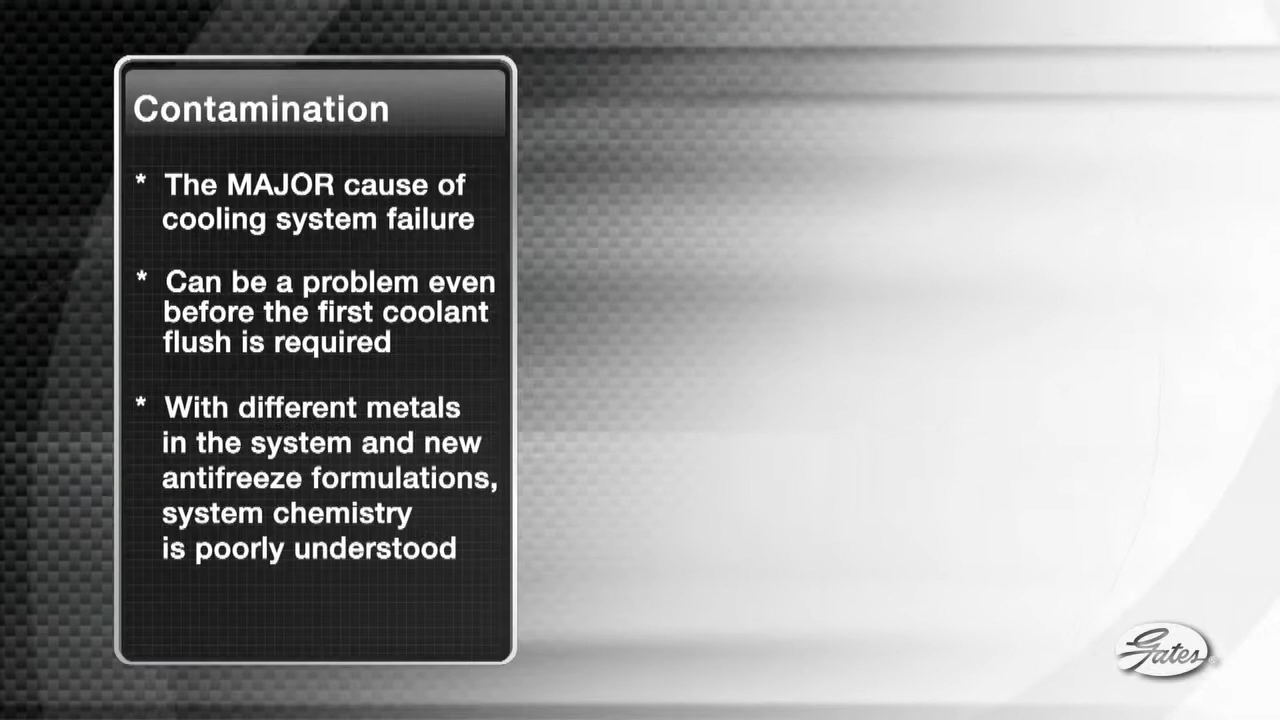 Contamination
* The MAJOR cause of
cooling system failure
* Can be a problem even
before the first coolant
flush is required
* With different metals
in the system and new
antifreeze formulations,
system chemistry
is poorly understood
Gates®